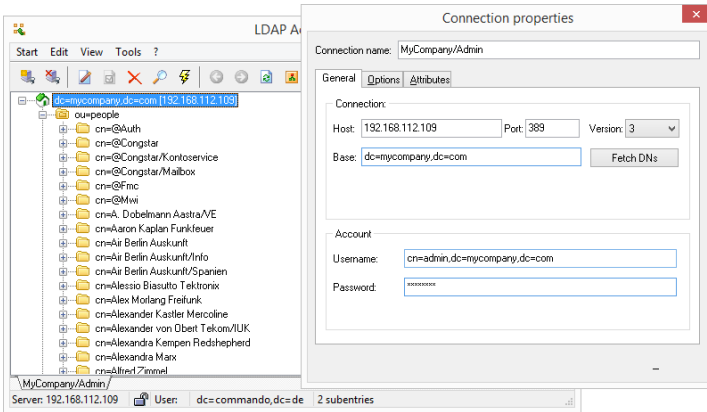 LDAP A
Start Edit View Tools ?
dc=mycompany,dc=com [192.168.112.109]
ou=people
cn=@Auth
cn=@Congstar
cn=@Congstar/Kontoservice
cn=@Congstar/Mailbox
cn=@Fmc
cn=@Mwi
cn=A. Dobelmann Aastra/VE
cn=Aaron Kaplan Funkfeuer
cn=Air Berlin Auskunft
cn=Air Berlin Auskunft/Info
cn=Air Berlin Auskunft/Spanien
cn=Alessio Biasutto Tektronix
cn=Alex Morlang Freifunk
cn=Alexander Kastler Mercoline
cn=Alexander von Obert Tekom/IUK
cn=Alexandra Kempen Redshepherd
cn=Alexandra Marx
cn=Alfred Zimmel
MyCompany/Admin
Server: 192.168.112.109 User: dc=commando,dc=de 2 subentries
Connection properties
Connection name: MyCompany/Admin
General Options Attributes
Connection:
Host: 192.168.112.109 Port: 389 Version: 3
Base: dc=mycompany,dc=com Fetch DNs
Account
Username: cn=admin,dc=mycompany,dc=com
Password: ********